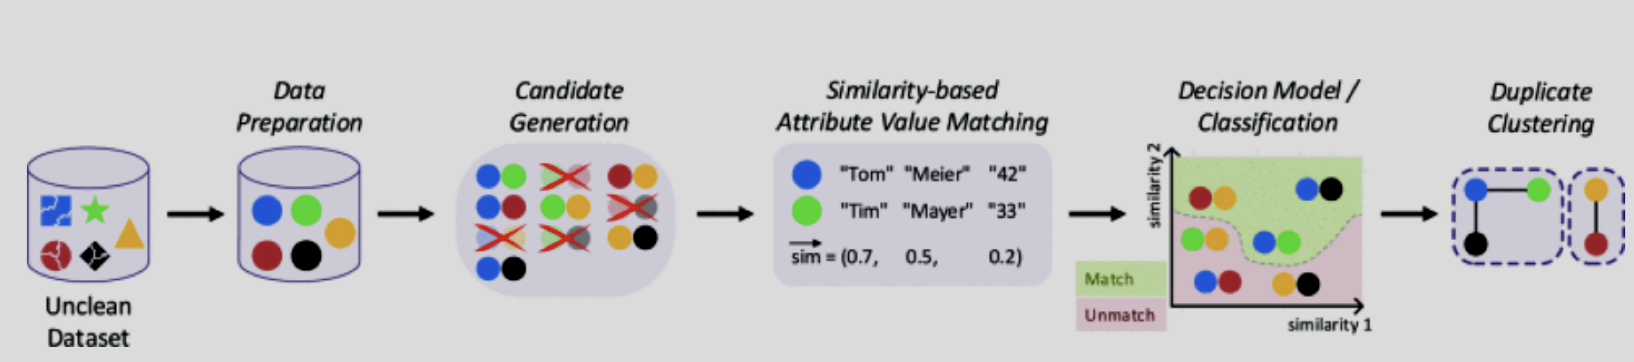 Data
Preparation
Candidate
Generation
Similarity-based
Attribute Value Matching
Decision Model /
Classification
Duplicate
Clustering
Unclean
Dataset
"Tom" "Meier" "42"
"Tim" "Mayer" "33"
sim = (0.7, 0.5, 0.2)
similarity 2
Match
Unmatch
similarity 1